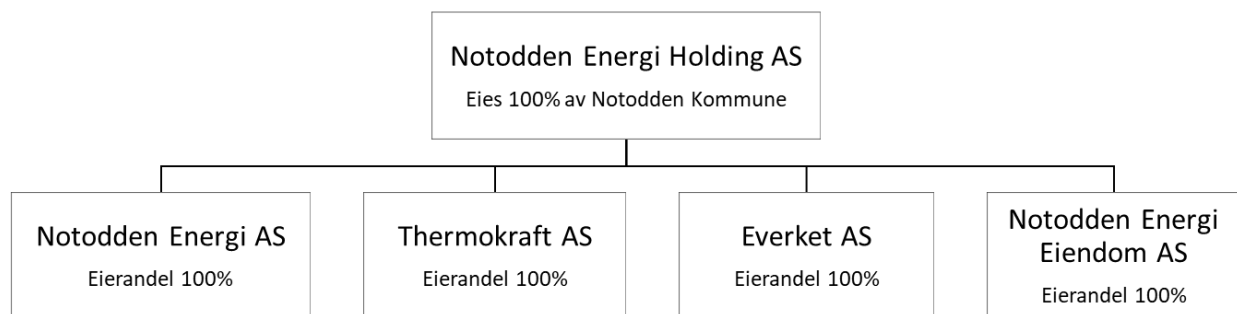 Notodden Energi Holding AS
Eies 100% av Notodden Kommune
Notodden Energi AS
Eierandel 100%
Thermokraft AS
Eierandel 100%
Everket AS
Eierandel 100%
Notodden Energi
Eiendom AS
Eierandel 100%